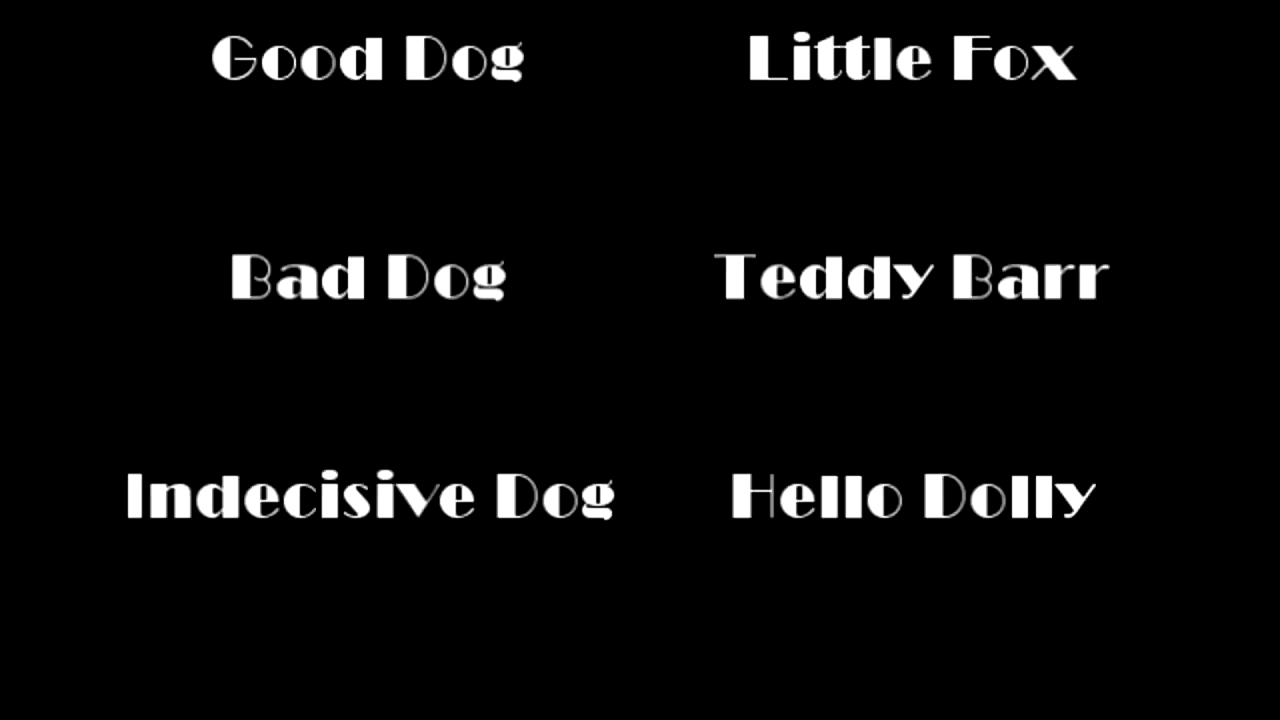 Good Dog
Little Fox
Bad Dog
Teddy Barr
Indecisive Dog
Hello Dolly